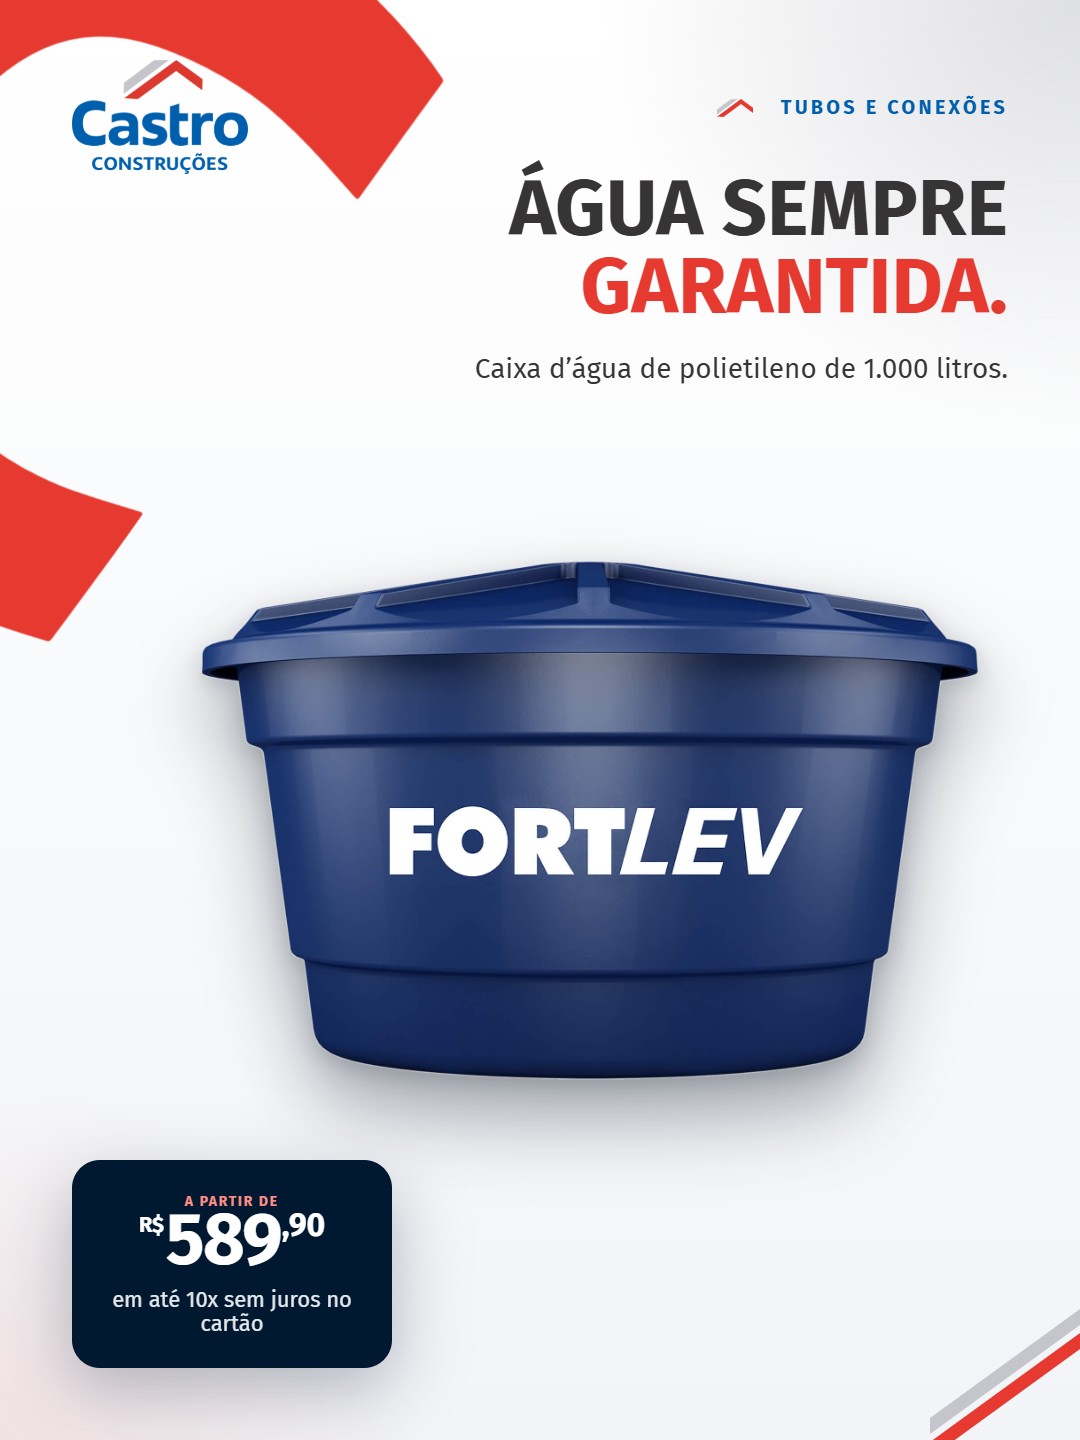 Castro
CONSTRUÇÕES
TUBOS E CONEXÕES
ÁGUA SEMPRE
GARANTIDA.
Caixa d’água de polietileno de 1.000 litros.
FORTLEV
A PARTIR DE
R$589,90
em até 10x sem juros no
cartão